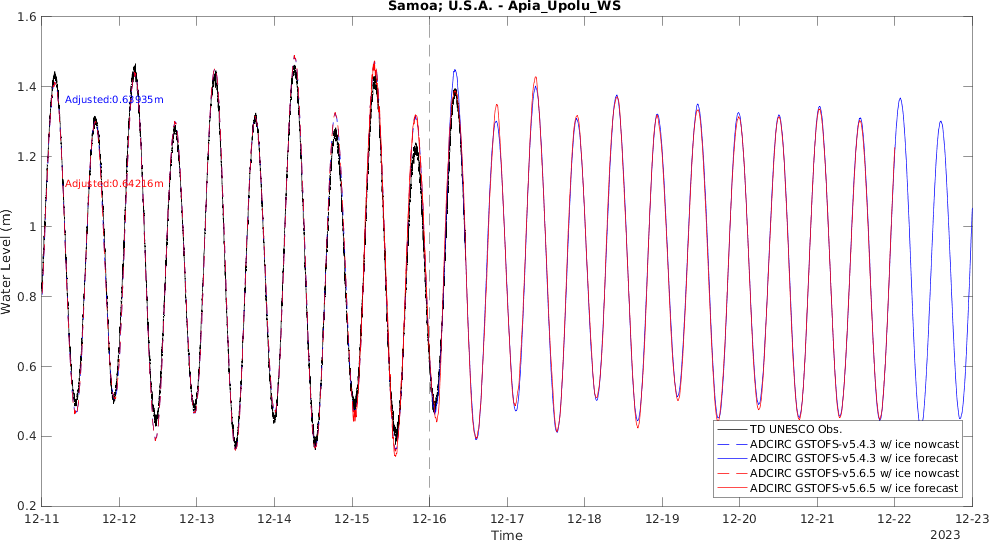 Samoa; U.S.A. - Apia_Upolu_WS
1.6
1.4
1.2
1
0.8
0.6
0.4
0.2
Water Level (m)
Adjusted:0.63935m
Adjusted:0.64216m
TD UNESCO Obs.
ADCIRC GSTOFS-v5.4.3 w/ ice nowcast
ADCIRC GSTOFS-v5.4.3 w/ ice forecast
ADCIRC GSTOFS-v5.6.5 w/ ice nowcast
ADCIRC GSTOFS-v5.6.5 w/ ice forecast
12-11 12-12 12-13 12-14 12-15 12-16 12-17 12-18 12-19 12-20 12-21 12-22 12-23
Time
2023